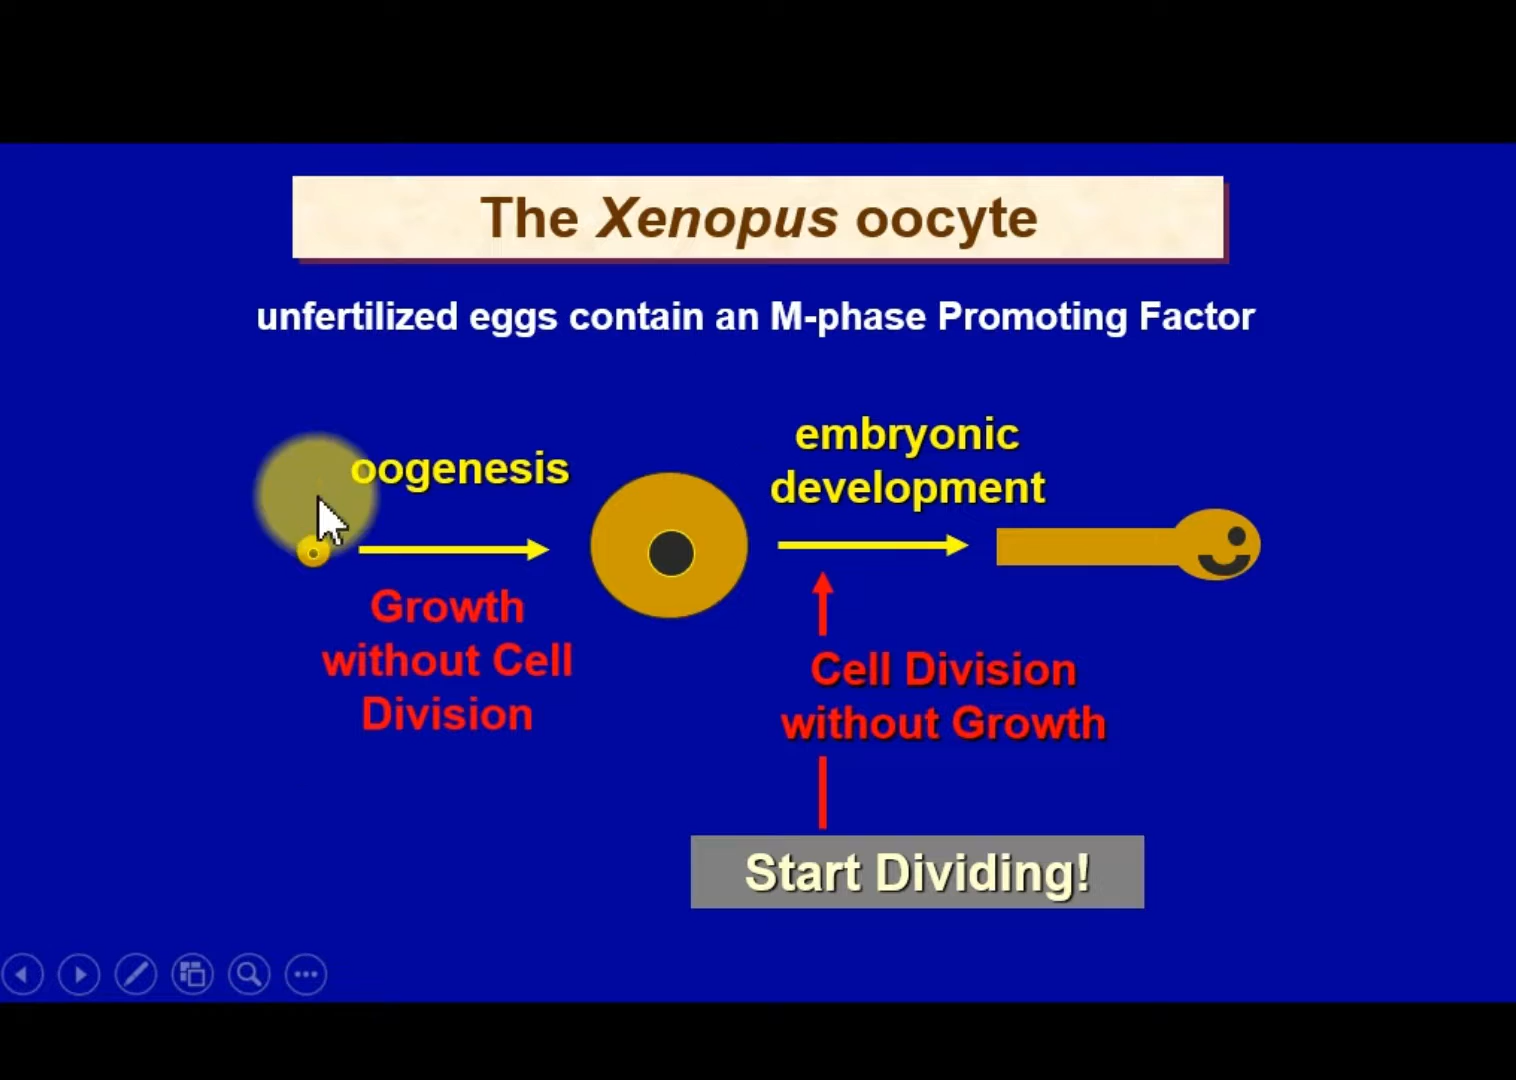 The Xenopus oocyte
unfertilized eggs contain an M-phase Promoting Factor
oogenesis
Growth
without Cell
Division
embryonic
development
Cell Division
without Growth
Start Dividing!